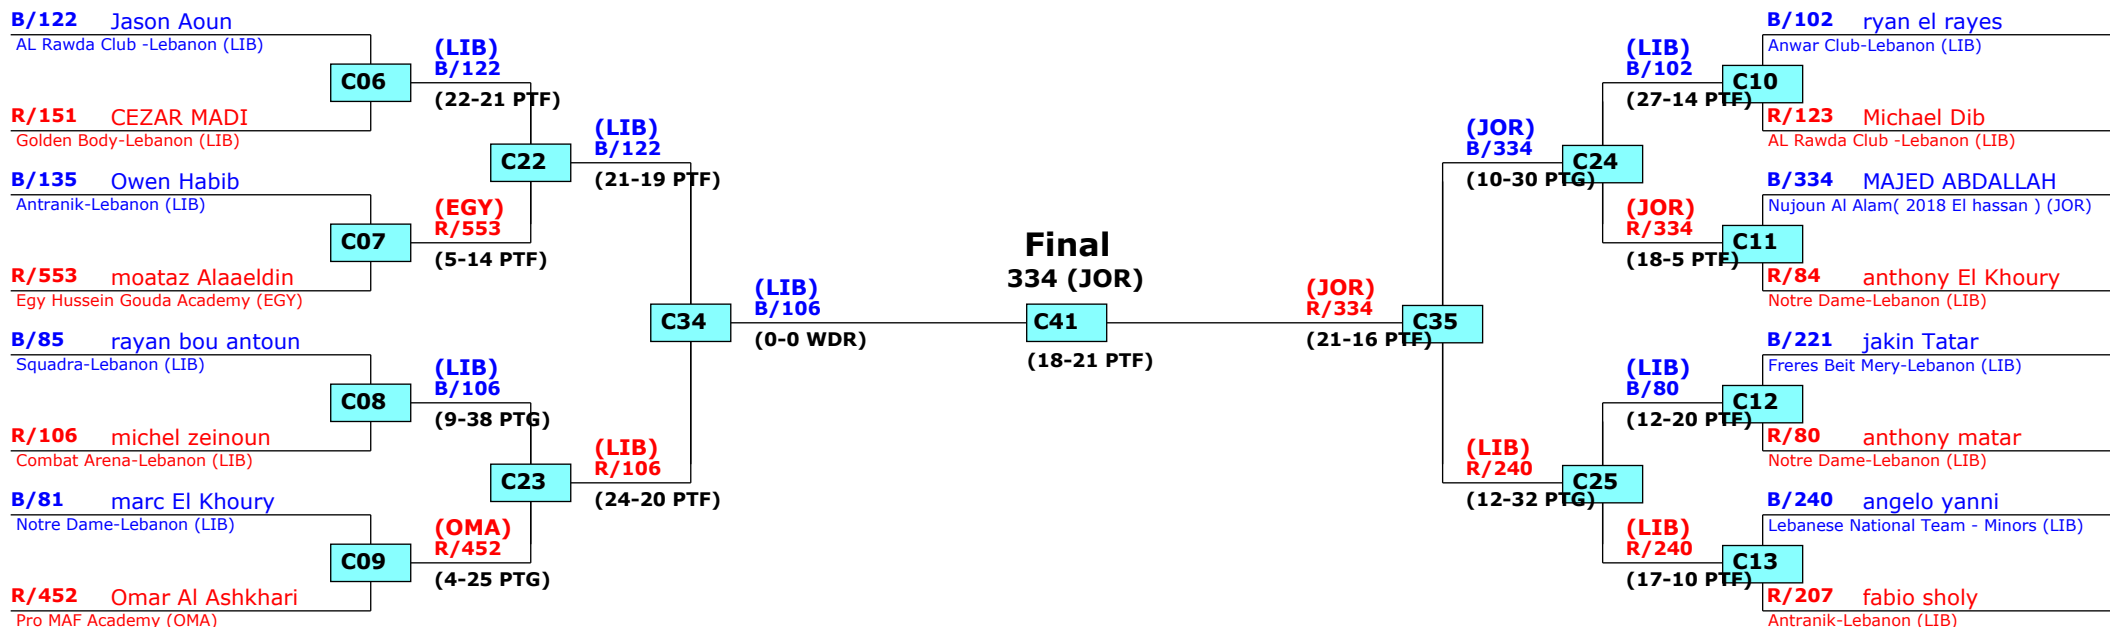 B/122 Jason Aoun
AL Rawda Club -Lebanon (LIB)
C06
R/151 CEZAR MADI
Golden Body-Lebanon (LIB)
(LIB)
B/122
(22-21 PTF)
B/135 Owen Habib
Antranik-Lebanon (LIB)
C07
R/553 moataz Alaaeldin
Egy Hussein Gouda Academy (EGY)
(EGY)
R/553
(5-14 PTF)
C22
(LIB)
B/122
(21-19 PTF)
B/85 rayan bou antoun
Squadra-Lebanon (LIB)
C08
R/106 michel zeinoun
Combat Arena-Lebanon (LIB)
(LIB)
B/106
(9-38 PTG)
B/81 marc El Khoury
Notre Dame-Lebanon (LIB)
C09
R/452 Omar Al Ashkhari
Pro MAF Academy (OMA)
(OMA)
R/452
(4-25 PTG)
C23
(LIB)
R/106
(24-20 PTF)
C34
(LIB)
B/106
(0-0 WDR)
Final
334 (JOR)
C41
(18-21 PTF)
(JOR)
R/334
(21-16 PTF)
C35
(JOR)
B/334
(10-30 PTG)
C24
(LIB)
B/102
(27-14 PTF)
C10
B/102 ryan el rayes
Anwar Club-Lebanon (LIB)
R/123 Michael Dib
AL Rawda Club -Lebanon (LIB)
(JOR)
R/334
(18-5 PTF)
C11
B/334 MAJED ABDALLAH
Nujoun Al Alam( 2018 El hassan ) (JOR)
R/84 anthony El Khoury
Notre Dame-Lebanon (LIB)
(LIB)
R/240
(12-32 PTG)
C25
(LIB)
B/80
(12-20 PTF)
C12
B/221 jakin Tatar
Freres Beit Mery-Lebanon (LIB)
R/80 anthony matar
Notre Dame-Lebanon (LIB)
(LIB)
R/240
(17-10 PTF)
C13
B/240 angelo yanni
Lebanese National Team - Minors (LIB)
R/207 fabio sholy
Antranik-Lebanon (LIB)